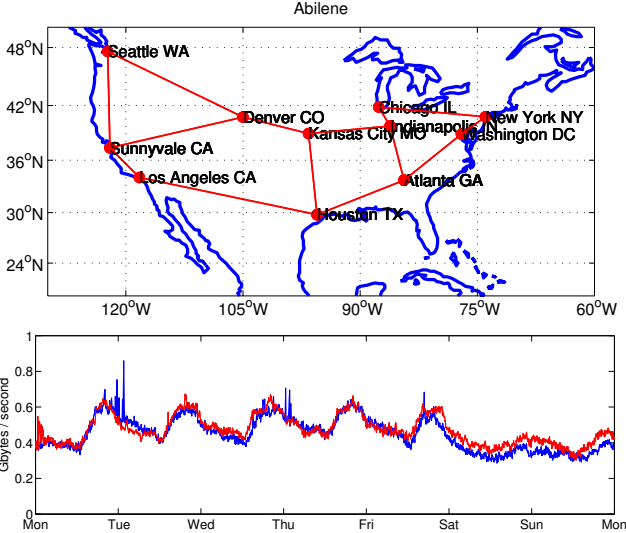 Abilene
48°N
Seattle WA
42°N
Chicago IL
Denver CO
New York NY
Indianapolis IN
Kansas City MO
Washington DC
36°N
Sunnyvale CA
Los Angeles CA
Atlanta GA
30°N
Houston TX
24°N
120°W 105°W 90°W 75°W 60°W
1
0.8
0.6
0.4
0.2
0
Gbytes / second
Mon Tue Wed Thu Fri Sat Sun Mon